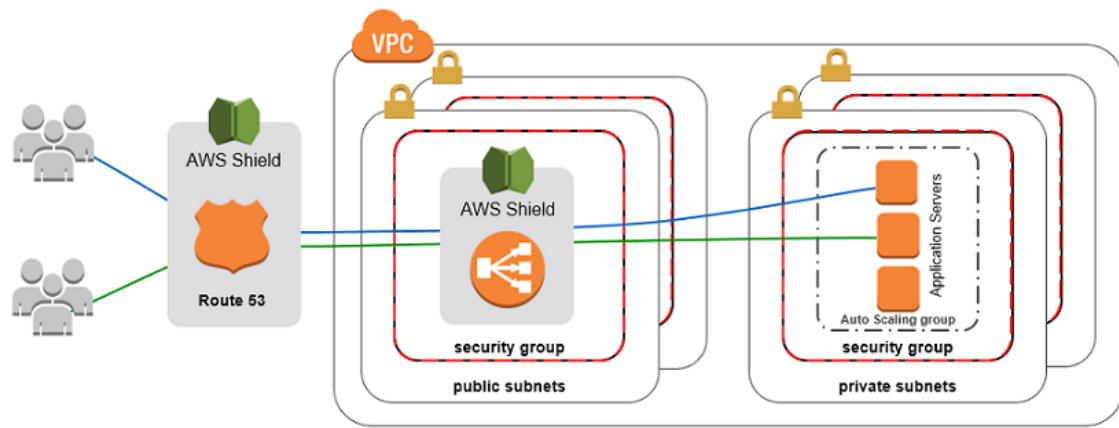 VPC
AWS Shield
Route 53
AWS Shield
security group
public subnets
Application Servers
Auto Scaling group
security group
private subnets